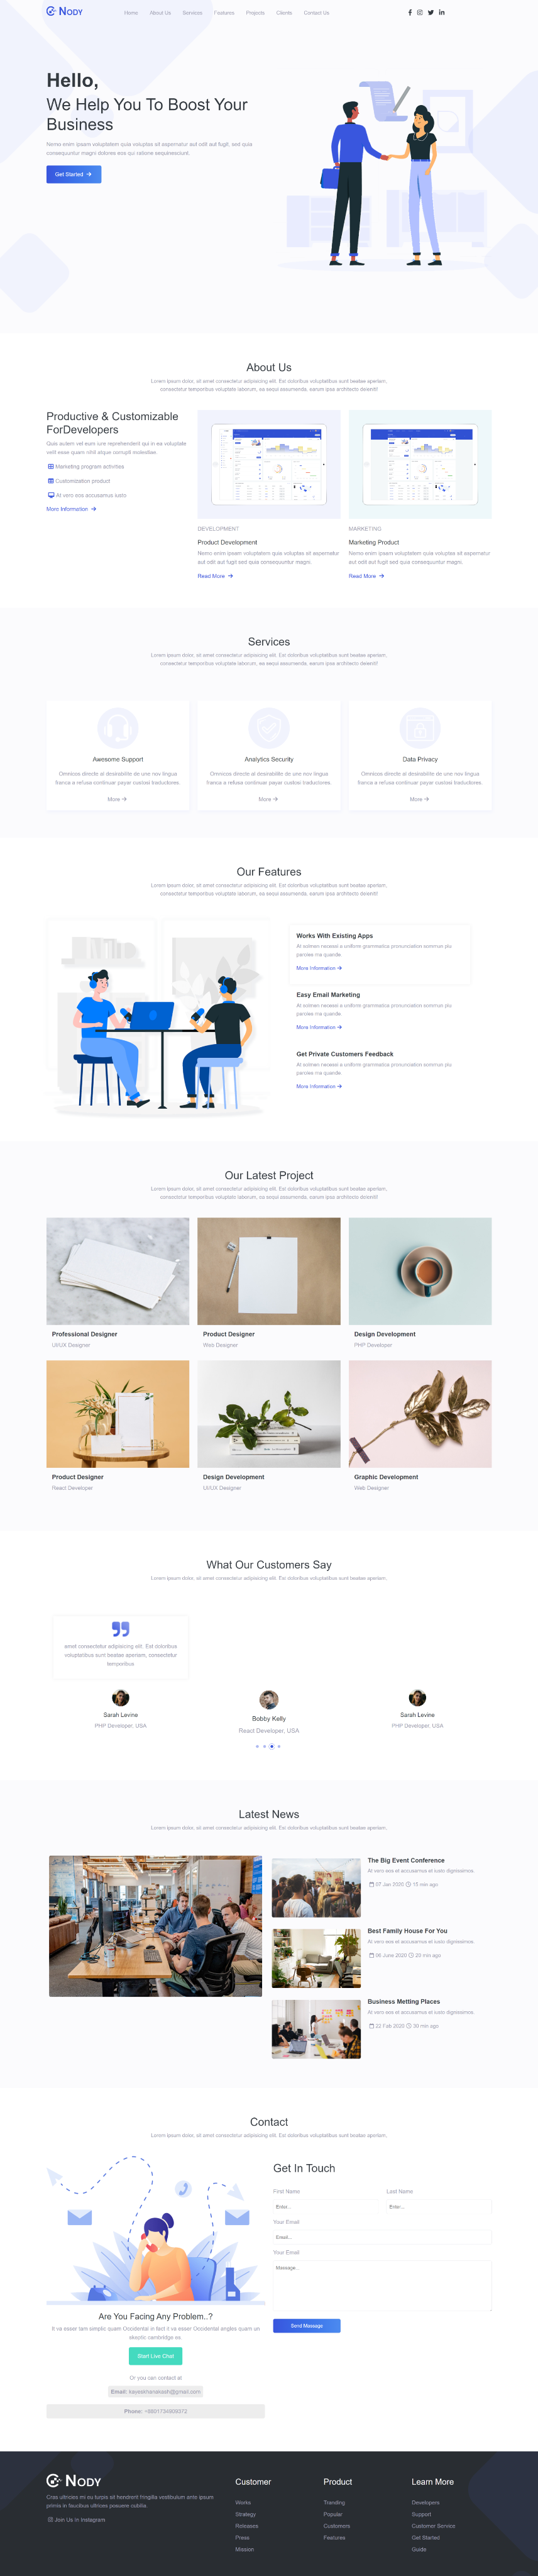 Nody
Home About Us Services Features Projects Clients Contact Us
Hello,
We Help You To Boost Your
Business
Nemo enim ipsam voluptatem quia voluptas sit aspernatur aut odit aut fugit, sed quia
consequuntur magni dolores eos qui ratione sequinesciunt.
Get Started
About Us
Lorem ipsum dolor, sit amet consectetur adipisicing elit. Est doloribus voluptatibus sunt beatae aperiam,
consectetur temporibus voluptate laborum, ea sequi assumenda, earum ipsa architecto deleniti!
Productive & Customizable
ForDevelopers
Quis autem vel eum iure reprehenderit qui in ea voluptate
velit esse quam nihil atque corrupti molestiae.
Marketing program activities
Customization product
At vero eos accusamus iusto
More Information
DEVELOPMENT
Product Development
Nemo enim ipsam voluptatem quia voluptas sit aspernatur
aut odit aut fugit sed quia consequuntur magni.
Read More
MARKETING
Marketing Product
Nemo enim ipsam voluptatem quia voluptas sit aspernatur
aut odit aut fugit sed quia consequuntur magni.
Read More
Services
Lorem ipsum dolor, sit amet consectetur adipisicing elit. Est doloribus voluptatibus sunt beatae aperiam,
consectetur temporibus voluptate laborum, ea sequi assumenda, earum ipsa architecto deleniti!
Awesome Support
Omnicos directe al desirabilite de une nov lingua
franca a refusa continuar payar custosi traductores.
More
Analytics Security
Omnicos directe al desirabilite de une nov lingua
franca a refusa continuar payar custosi traductores.
More
Data Privacy
Omnicos directe al desirabilite de une nov lingua
franca a refusa continuar payar custosi traductores.
More
Our Features
Lorem ipsum dolor, sit amet consectetur adipisicing elit. Est doloribus voluptatibus sunt beatae aperiam,
consectetur temporibus voluptate laborum, ea sequi assumenda, earum ipsa architecto deleniti!
Works With Existing Apps
At solmen necessi a uniform grammatica pronunciation commun plu
paroles ma quande.
More Information
Easy Email Marketing
At solmen necessi a uniform grammatica pronunciation commun plu
paroles ma quande.
More Information
Get Private Customers Feedback
At solmen necessi a uniform grammatica pronunciation commun plu
paroles ma quande.
More Information
Our Latest Project
Lorem ipsum dolor, sit amet consectetur adipisicing elit. Est doloribus voluptatibus sunt beatae aperiam,
consectetur temporibus voluptate laborum, ea sequi assumenda, earum ipsa architecto deleniti!
Professional Designer
UI/UX Designer
Product Designer
Web Designer
Design Development
PHP Developer
Product Designer
React Developer
Design Development
UI/UX Designer
Graphic Development
Web Designer
What Our Customers Say
Lorem ipsum dolor, sit amet consectetur adipisicing elit. Est doloribus voluptatibus sunt beatae aperiam,
amet consectetur adipisicing elit. Est doloribus
voluptatibus sunt beatae aperiam, consectetur
temporibus
Sarah Levine
PHP Developer, USA
Bobby Kelly
React Developer, USA
Sarah Levine
PHP Developer, USA
Latest News
Lorem ipsum dolor, sit amet consectetur adipisicing elit. Est doloribus voluptatibus sunt beatae aperiam,
The Big Event Conference
At vero eos et accusamus et iusto dignissimos.
07 Jan 2020 15 min ago
Best Family House For You
At vero eos et accusamus et iusto dignissimos.
06 June 2020 20 min ago
Business Metting Places
At vero eos et accusamus et iusto dignissimos.
22 Feb 2020 30 min ago
Contact
Lorem ipsum dolor, sit amet consectetur adipisicing elit. Est doloribus voluptatibus sunt beatae aperiam,
Are You Facing Any Problem..?
It va esser tam simplic quam Occidental in fact it va esser Occidental angles quam un
skeptic cambridge es.
Start Live Chat
Or you can contact at
Phone:
Get In Touch
First Name
Last Name
Enter...
Enter...
Your Email
Email...
Your Email
Message...
Send Message
Nody
Cras ultricies mi eu turpis sit hendrerit fringilla vestibulum ante ipsum
primis in faucibus ultrices posuere cubilia.
Join Us in instagram
Customer
Works
Strategy
Releases
Press
Mission
Product
Trending
Popular
Customers
Features
Learn More
Developers
Support
Customer Service
Get Started
Guide